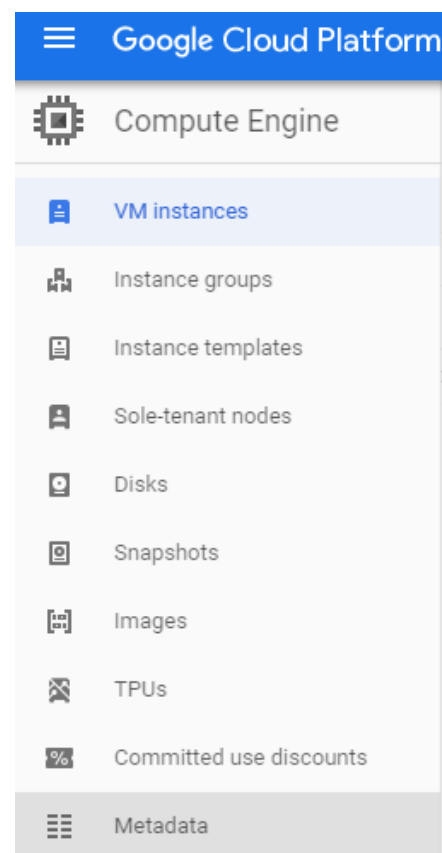 Google Cloud Platform
Compute Engine
VM instances
Instance groups
Instance templates
Sole-tenant nodes
Disks
Snapshots
Images
TPUs
% Committed use discounts
Metadata